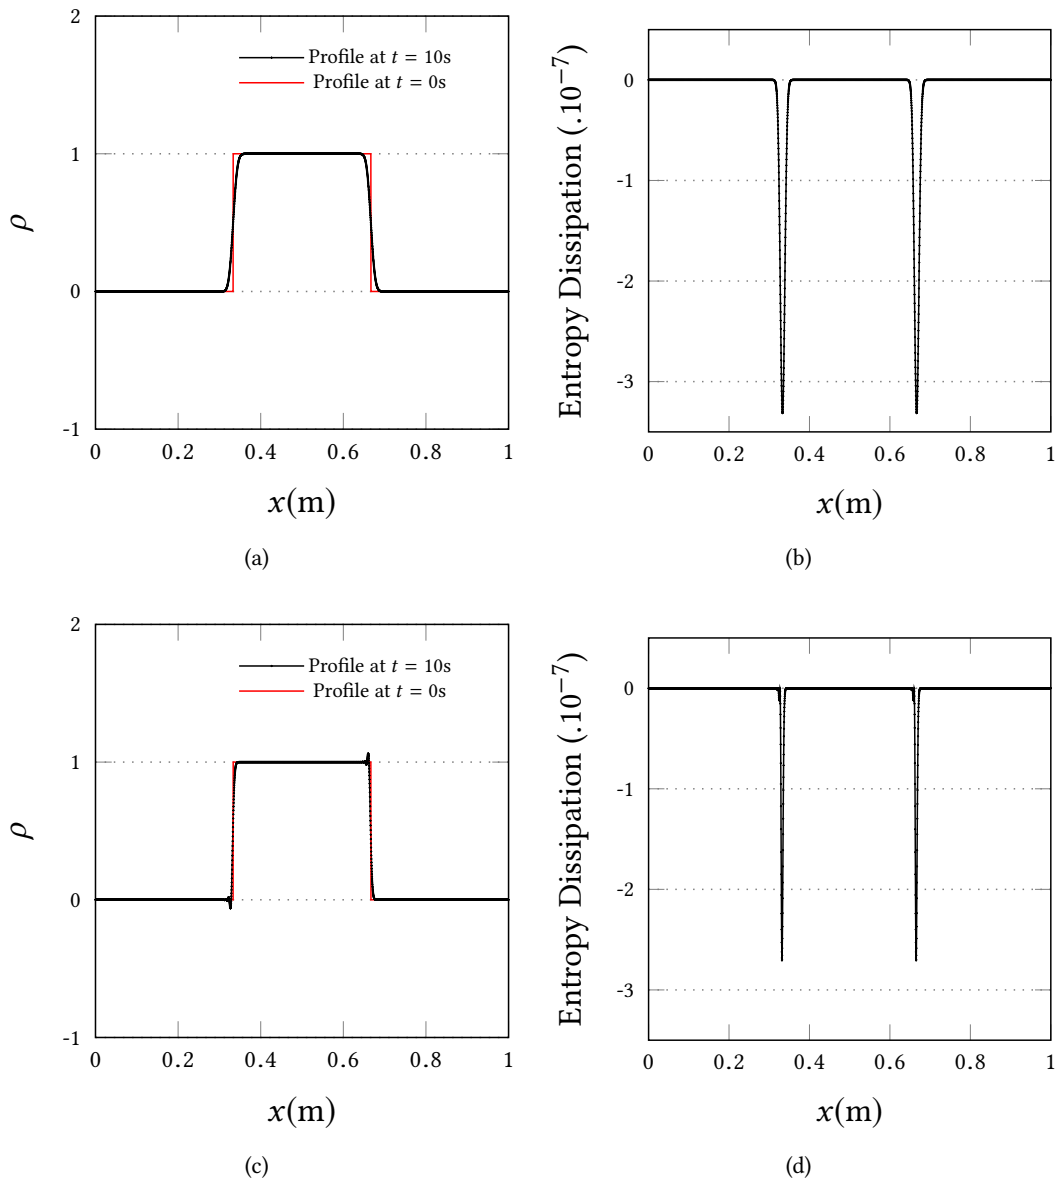 2
1
0
-1
ρ
Profile at t = 10s
Profile at t = 0s
0 0.2 0.4 0.6 0.8 1
x(m)
(a)
0
-1
-2
-3
Entropy Dissipation (.10⁻⁷)
0 0.2 0.4 0.6 0.8 1
x(m)
(b)
2
1
0
-1
ρ
Profile at t = 10s
Profile at t = 0s
0 0.2 0.4 0.6 0.8 1
x(m)
(c)
0
-1
-2
-3
Entropy Dissipation (.10⁻⁷)
0 0.2 0.4 0.6 0.8 1
x(m)
(d)